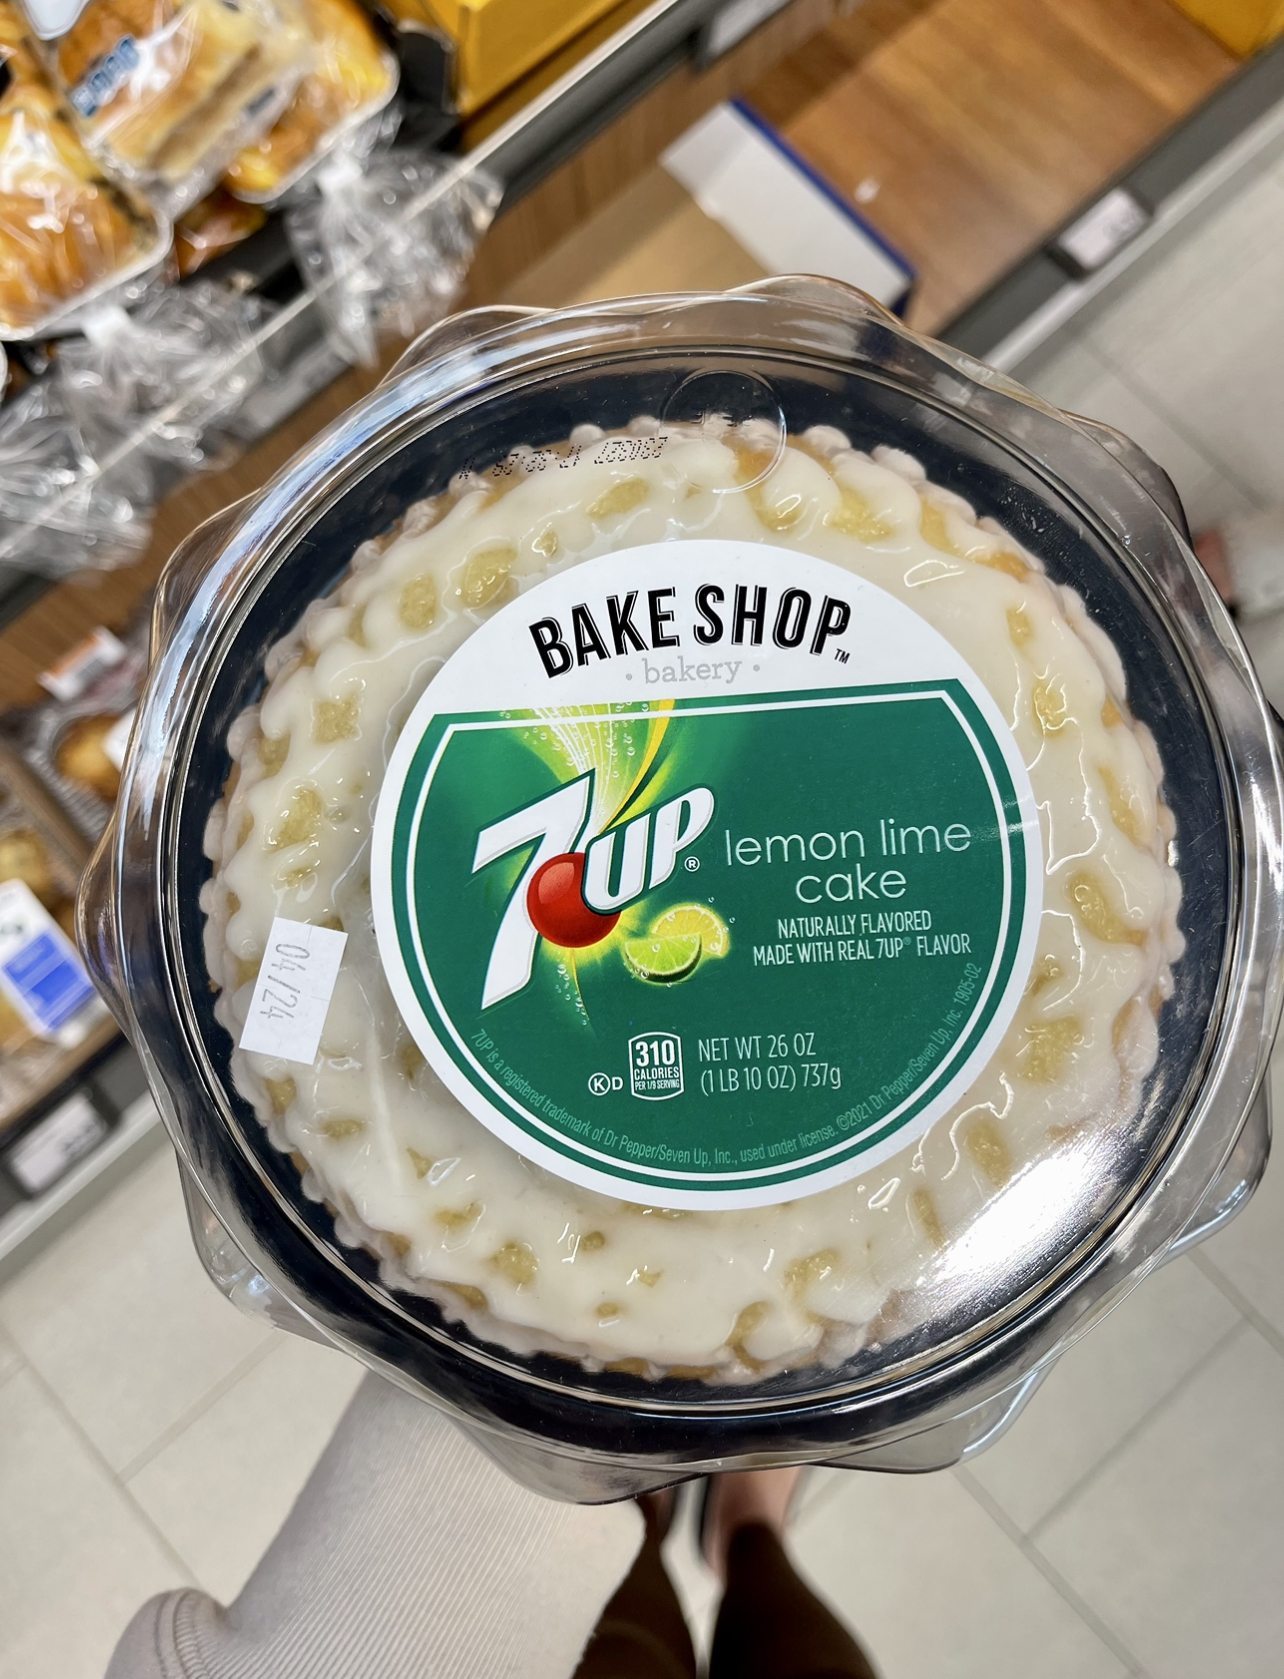 BAKE SHOP™
• bakery •
7UP®
lemon lime
cake
NATURALLY FLAVORED
MADE WITH REAL 7UP® FLAVOR
310
CALORIES
PER 1/9 SERVING
K D
NET WT 26 OZ
(1 LB 10 OZ) 737g
7UP is a registered trademark of Dr Pepper/Seven Up, Inc., used under license. ©2021 Dr Pepper/Seven Up, Inc. 1905-02
04/24